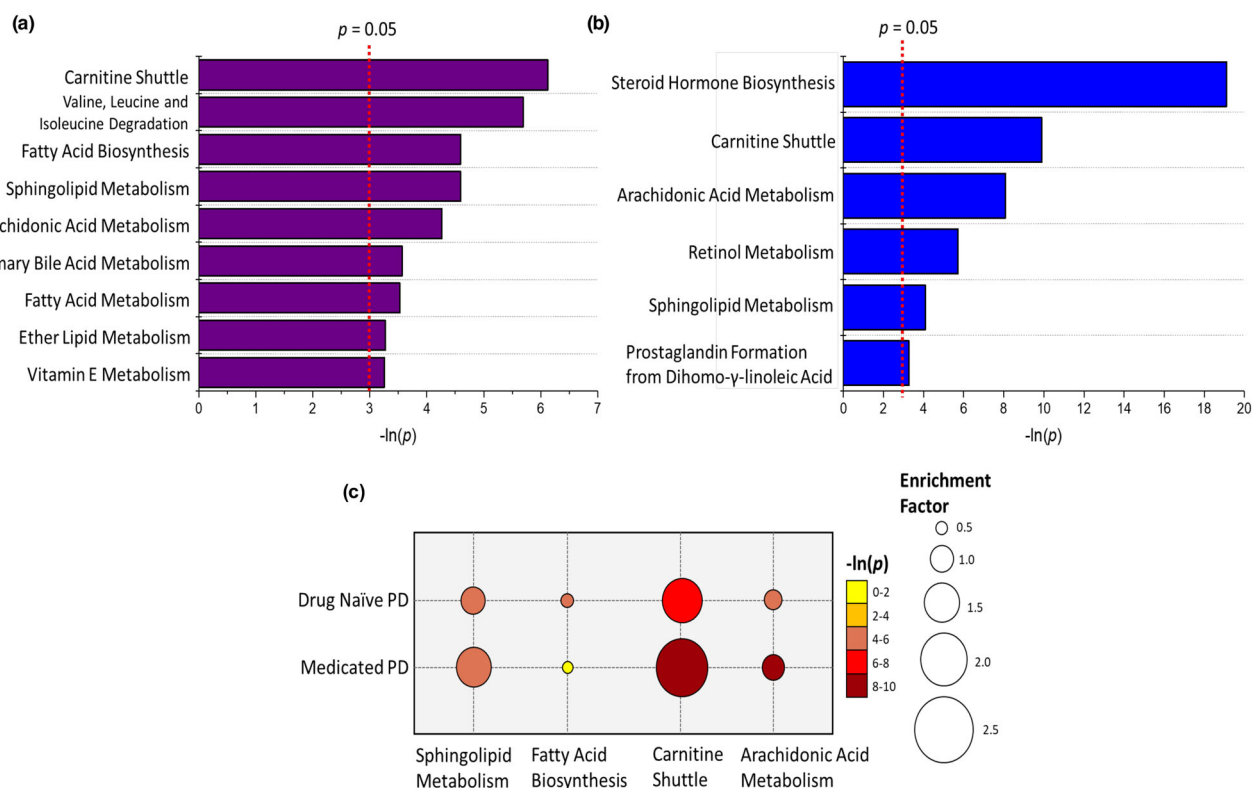 (a)
p = 0.05
Carnitine Shuttle
Valine, Leucine and
Isoleucine Degradation
Fatty Acid Biosynthesis
Sphingolipid Metabolism
chidonic Acid Metabolism
mary Bile Acid Metabolism
Fatty Acid Metabolism
Ether Lipid Metabolism
Vitamin E Metabolism
0 1 2 3 4 5 6 7
-ln(p)
(b)
p = 0.05
Steroid Hormone Biosynthesis
Carnitine Shuttle
Arachidonic Acid Metabolism
Retinol Metabolism
Sphingolipid Metabolism
Prostaglandin Formation
from Dihomo-γ-linoleic Acid
0 2 4 6 8 10 12 14 16 18 20
-ln(p)
(c)
Drug Naïve PD
Medicated PD
Sphingolipid
Metabolism
Fatty Acid
Biosynthesis
Carnitine
Shuttle
Arachidonic Acid
Metabolism
-ln(p)
0-2
2-4
4-6
6-8
8-10
Enrichment
Factor
0.5
1.0
1.5
2.0
2.5